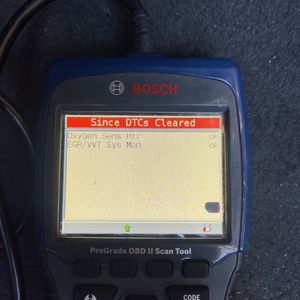 BOSCH
Since DTCs Cleared
Oxygen Sens Htr ok
EGR/VVT Sys Mon ok
ProGrade OBD II Scan Tool
CODE